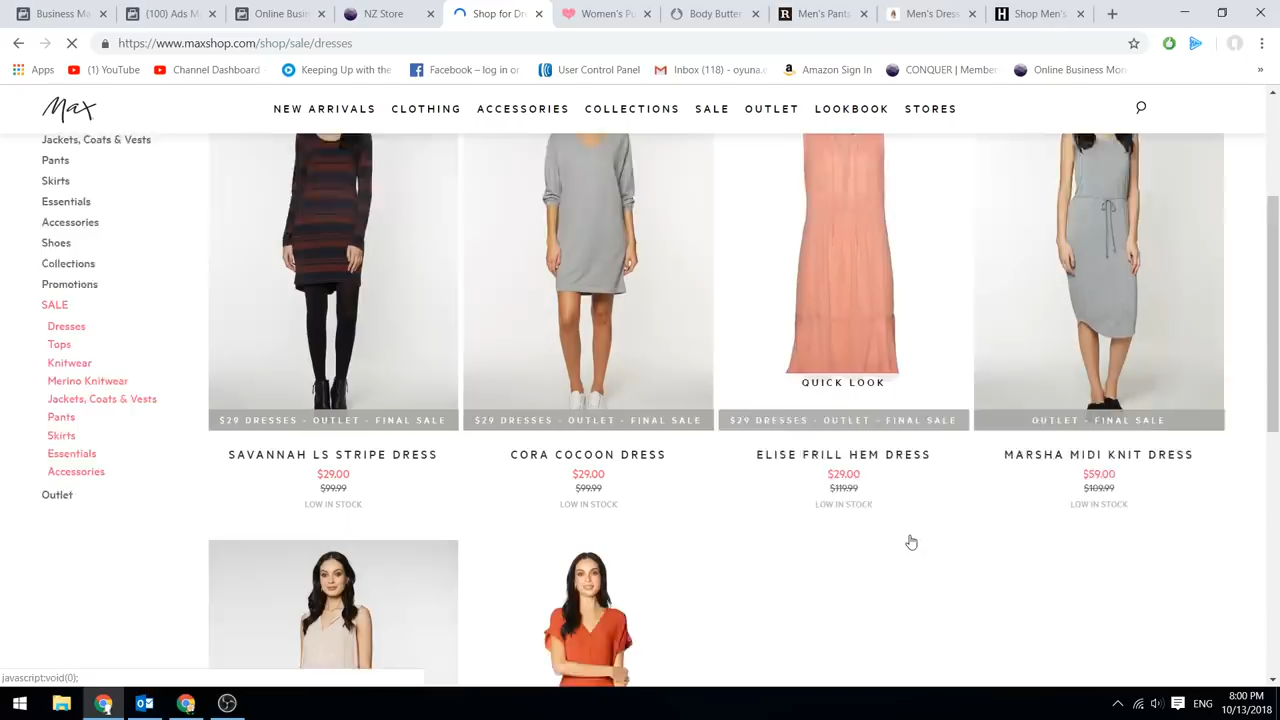 Business Ma
(100) Ads M
Online Busi
NZ Store
Shop for Dr
Women's Pu
Body Butter
Men's Pants
Men's Dress
Shop Men's
https://www.maxshop.com/shop/sale/dresses
Apps
(1) YouTube
Channel Dashboard
Keeping Up with the
Facebook – log in or
User Control Panel
Inbox (118) - oyuna.e
Amazon Sign In
CONQUER | Member
Online Business Mon
Max
NEW ARRIVALS
CLOTHING
ACCESSORIES
COLLECTIONS
SALE
OUTLET
LOOKBOOK
STORES
Jackets, Coats & Vests
Pants
Skirts
Essentials
Accessories
Shoes
Collections
Promotions
SALE
Dresses
Tops
Knitwear
Merino Knitwear
Jackets, Coats & Vests
Pants
Skirts
Essentials
Accessories
Outlet
$29 DRESSES - OUTLET - FINAL SALE
SAVANNAH LS STRIPE DRESS
$29.00
$99.99
LOW IN STOCK
$29 DRESSES - OUTLET - FINAL SALE
CORA COCOON DRESS
$29.00
$99.99
LOW IN STOCK
QUICK LOOK
$29 DRESSES - OUTLET - FINAL SALE
ELISE FRILL HEM DRESS
$29.00
$119.99
LOW IN STOCK
OUTLET - FINAL SALE
MARSHA MIDI KNIT DRESS
$59.00
$109.99
LOW IN STOCK
javascript:void(0);
ENG
8:00 PM
10/13/2018